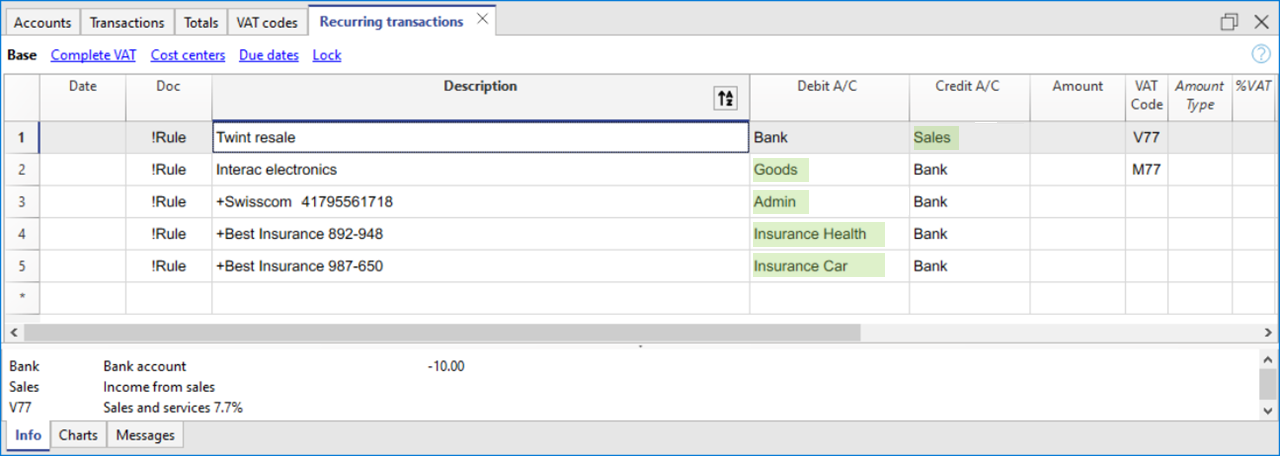 Accounts Transactions Totals VAT codes Recurring transactions
Base Complete VAT Cost centers Due dates Lock
Date Doc Description Debit A/C Credit A/C Amount VAT Code Amount Type %VAT
1 !Rule Twint resale Bank Sales V77
2 !Rule Interac electronics Goods Bank M77
3 !Rule +Swisscom 41795561718 Admin Bank
4 !Rule +Best Insurance 892-948 Insurance Health Bank
5 !Rule +Best Insurance 987-650 Insurance Car Bank
*
Bank Bank account -10.00
Sales Income from sales
V77 Sales and services 7.7%
Info Charts Messages